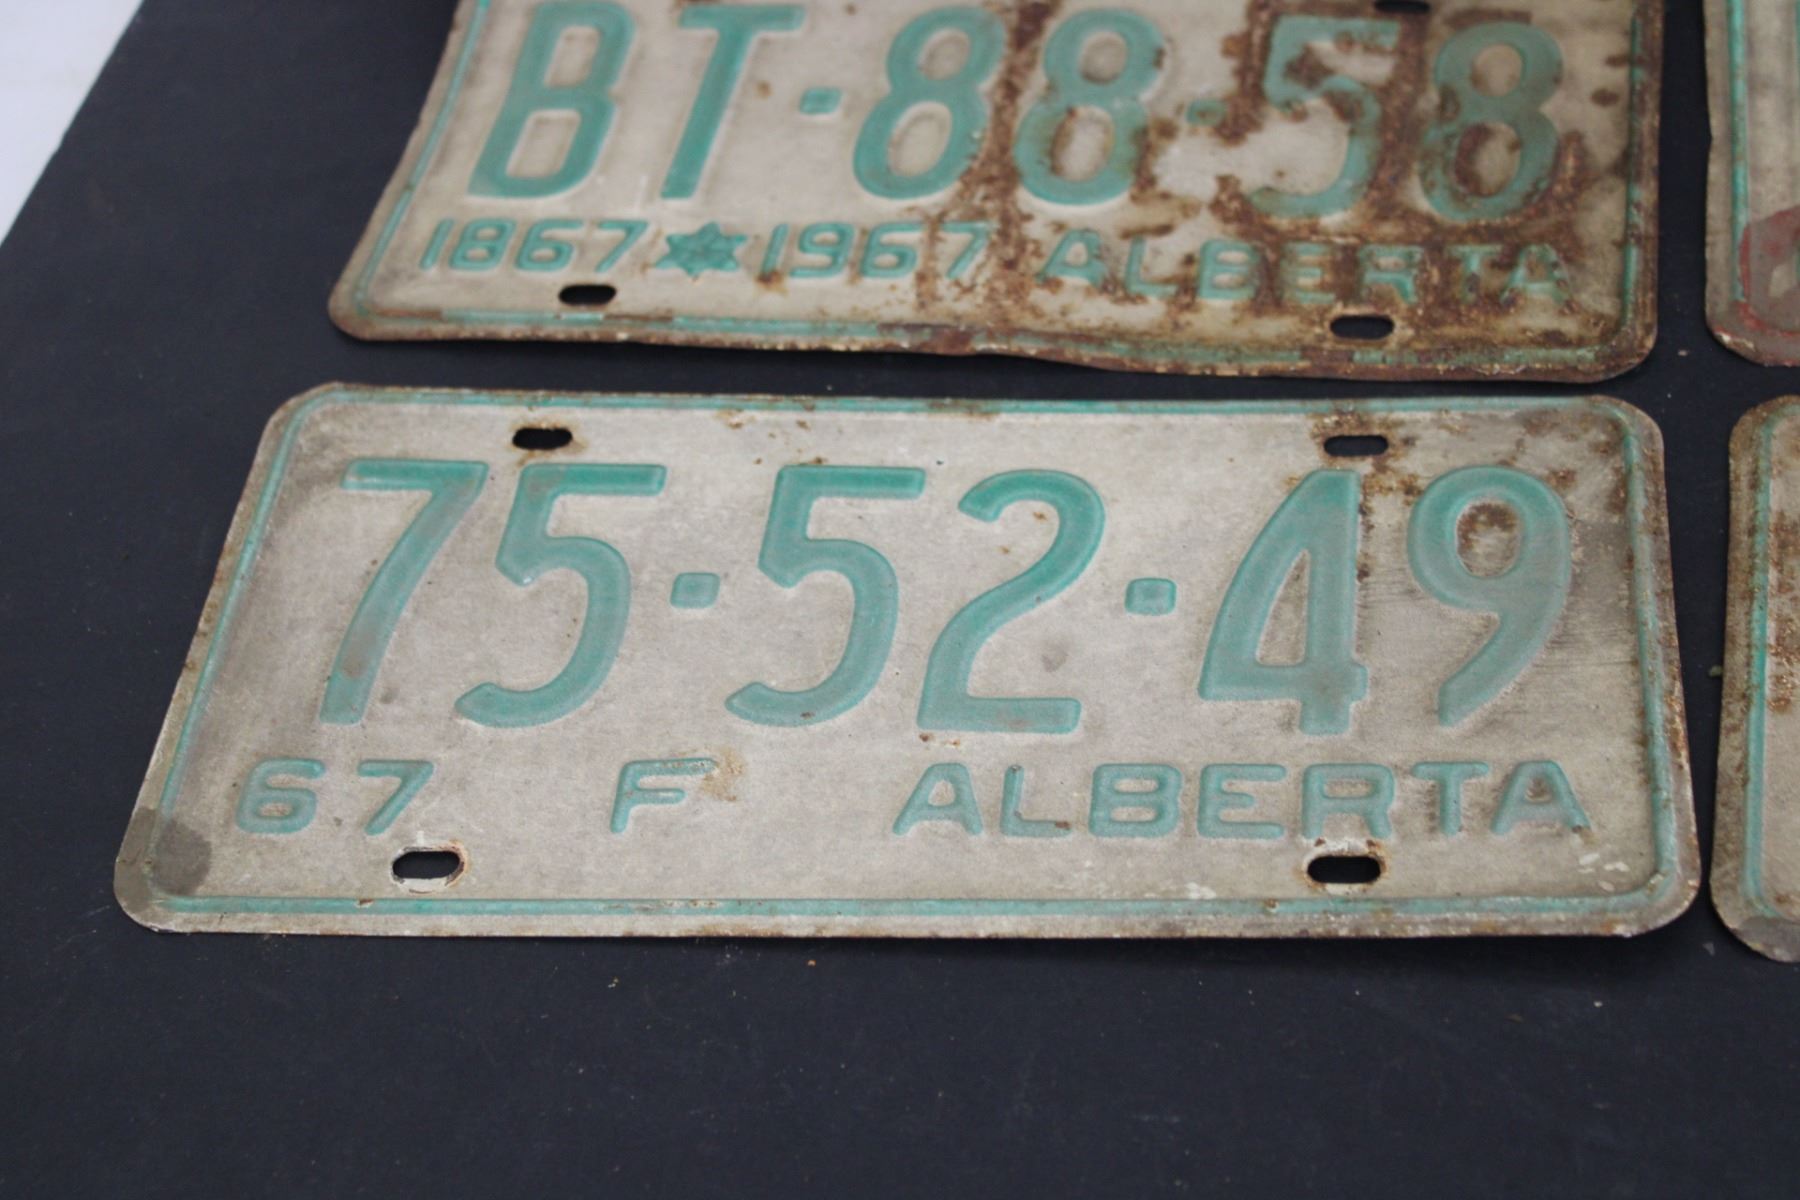 BT·88·58
1867 1967 ALBERTA
75·52·49
67 F ALBERTA